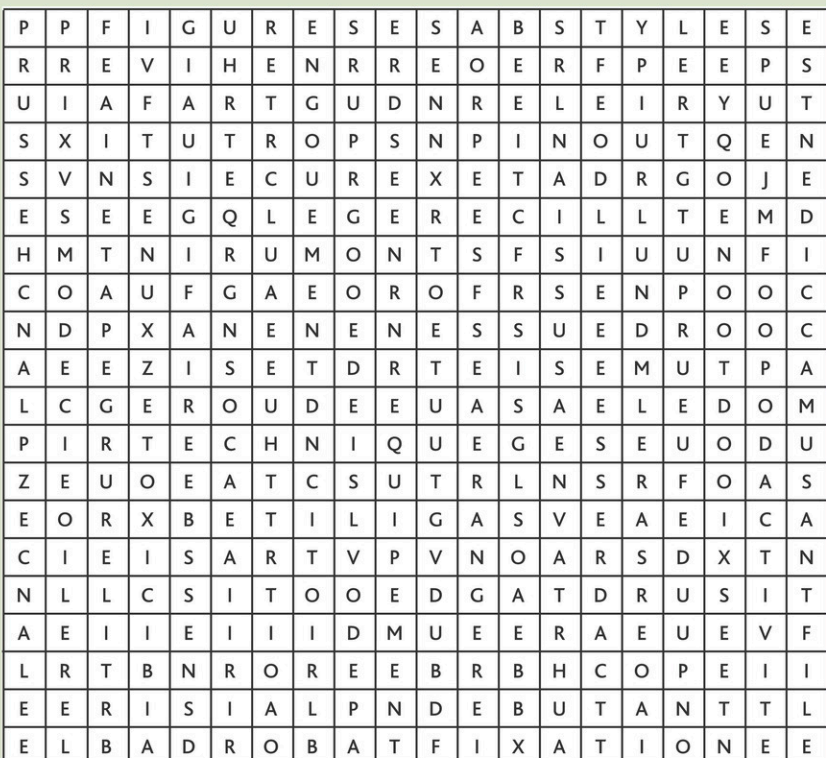 P P F I G U R E S E S A B S T Y L E S E
R R E V I H E N R R E O E R F P E E P S
U I A F A R T G U D N R E L E I R Y U T
S X I T U T R O P S N P I N O U T Q E N
S V N S I E C U R E X E T A D R G O J E
E S E E G Q L E G E R E C I L L T E M D
H M T N I R U M O N T S F S I U U N F I
C O A U F G A E O R O F R S E N P O O C
N D P X A N E N E N E S S U E D R O O C
A E E Z I S E T D R T E I S E M U T P A
L C G E R O U D E E U A S A E L E D O M
P I R T E C H N I Q U E G E S E U O D U
Z E U O E A T C S U T R L N S R F O A S
E O R X B E T I L I G A S V E A E I C A
C I E I S A R T V P V N O A R S D X T N
N L L C S I T O O E D G A T D R U S I T
A E I I E I I I D M U E E R A E U E V F
L R T B N R O R E E B R B H C O P E I I
E E R I S I A L P N D E B U T A N T T L
E L B A D R O B A T F I X A T I O N E E